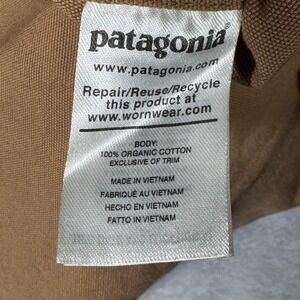 patagonia®
www.patagonia.com
Repair/Reuse/Recycle
this product at
www.wornwear.com
BODY:
100% ORGANIC COTTON
EXCLUSIVE OF TRIM
MADE IN VIETNAM
FABRIQUÉ AU VIETNAM
HECHO EN VIETNAM
FATTO IN VIETNAM